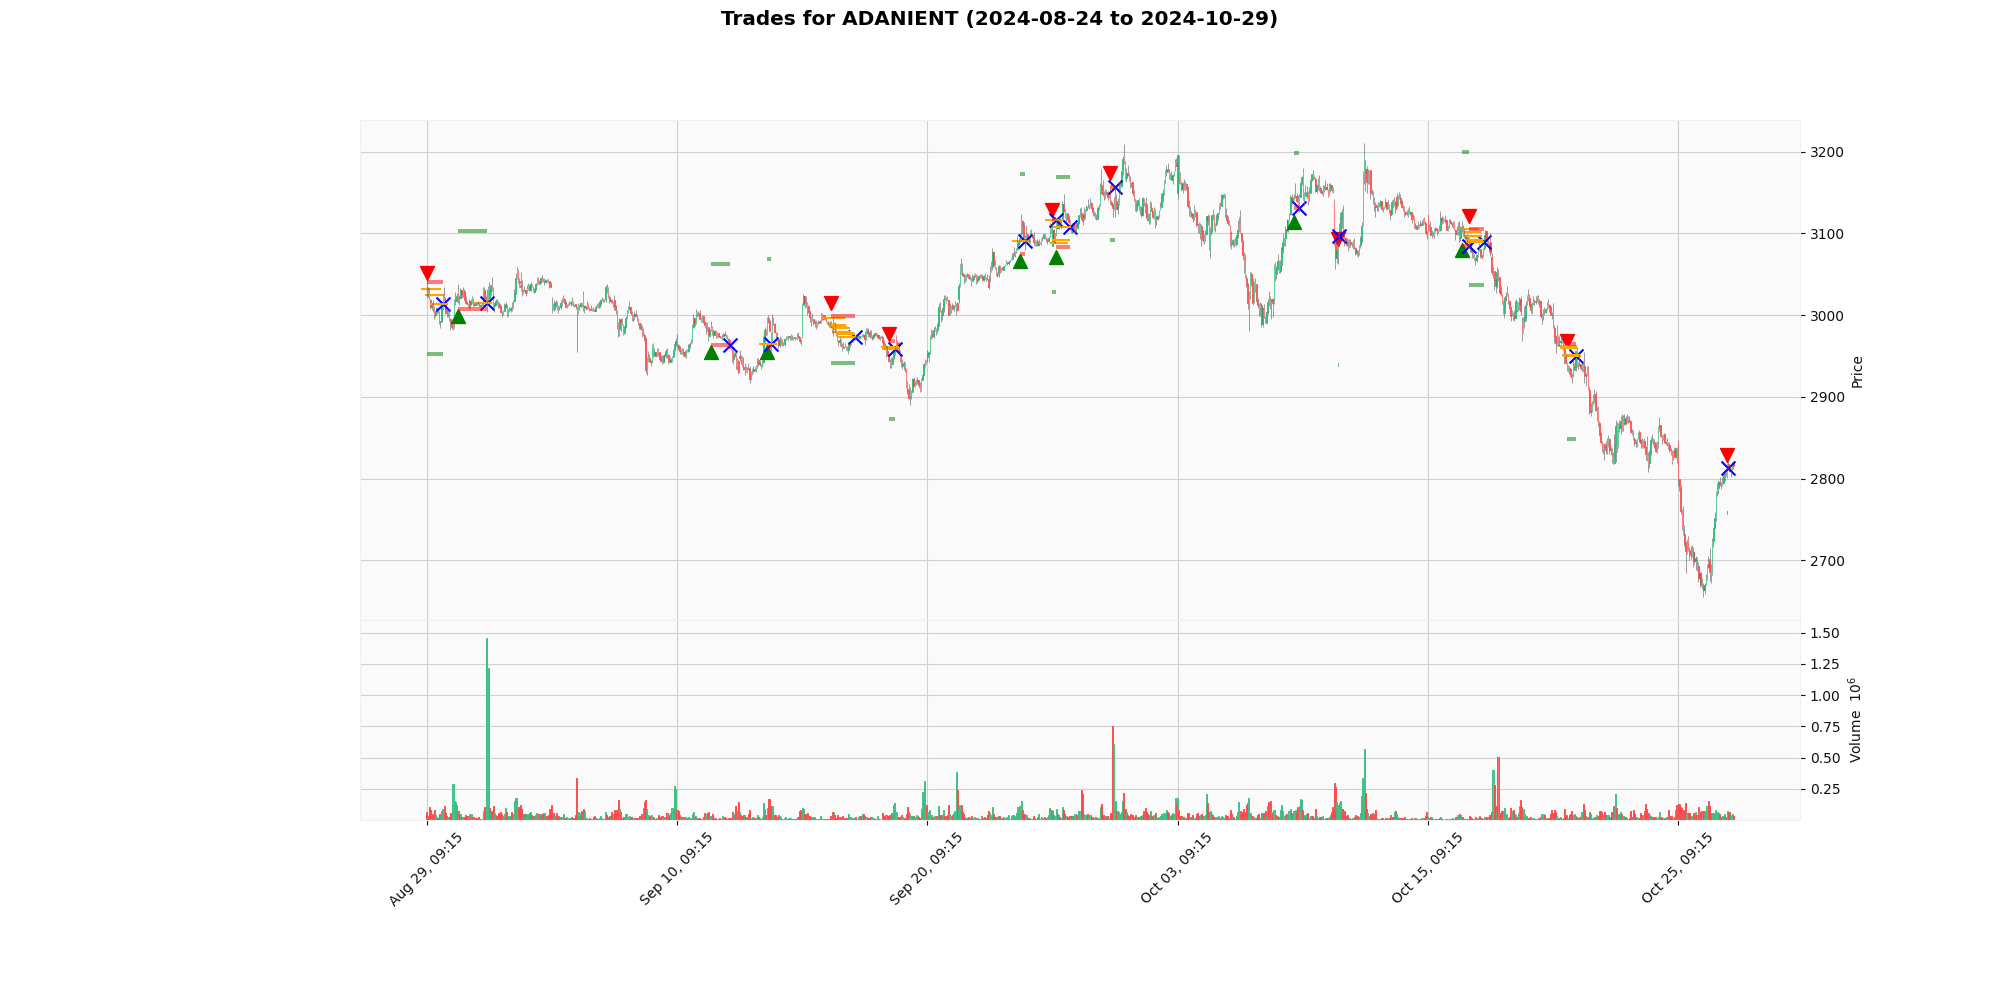 Trades for ADANIENT (2024-08-24 to 2024-10-29)
3200
3100
3000
2900
2800
2700
Price
1.50
1.25
1.00
0.75
0.50
0.25
Volume 10^6
Aug 29, 09:15
Sep 10, 09:15
Sep 20, 09:15
Oct 03, 09:15
Oct 15, 09:15
Oct 25, 09:15